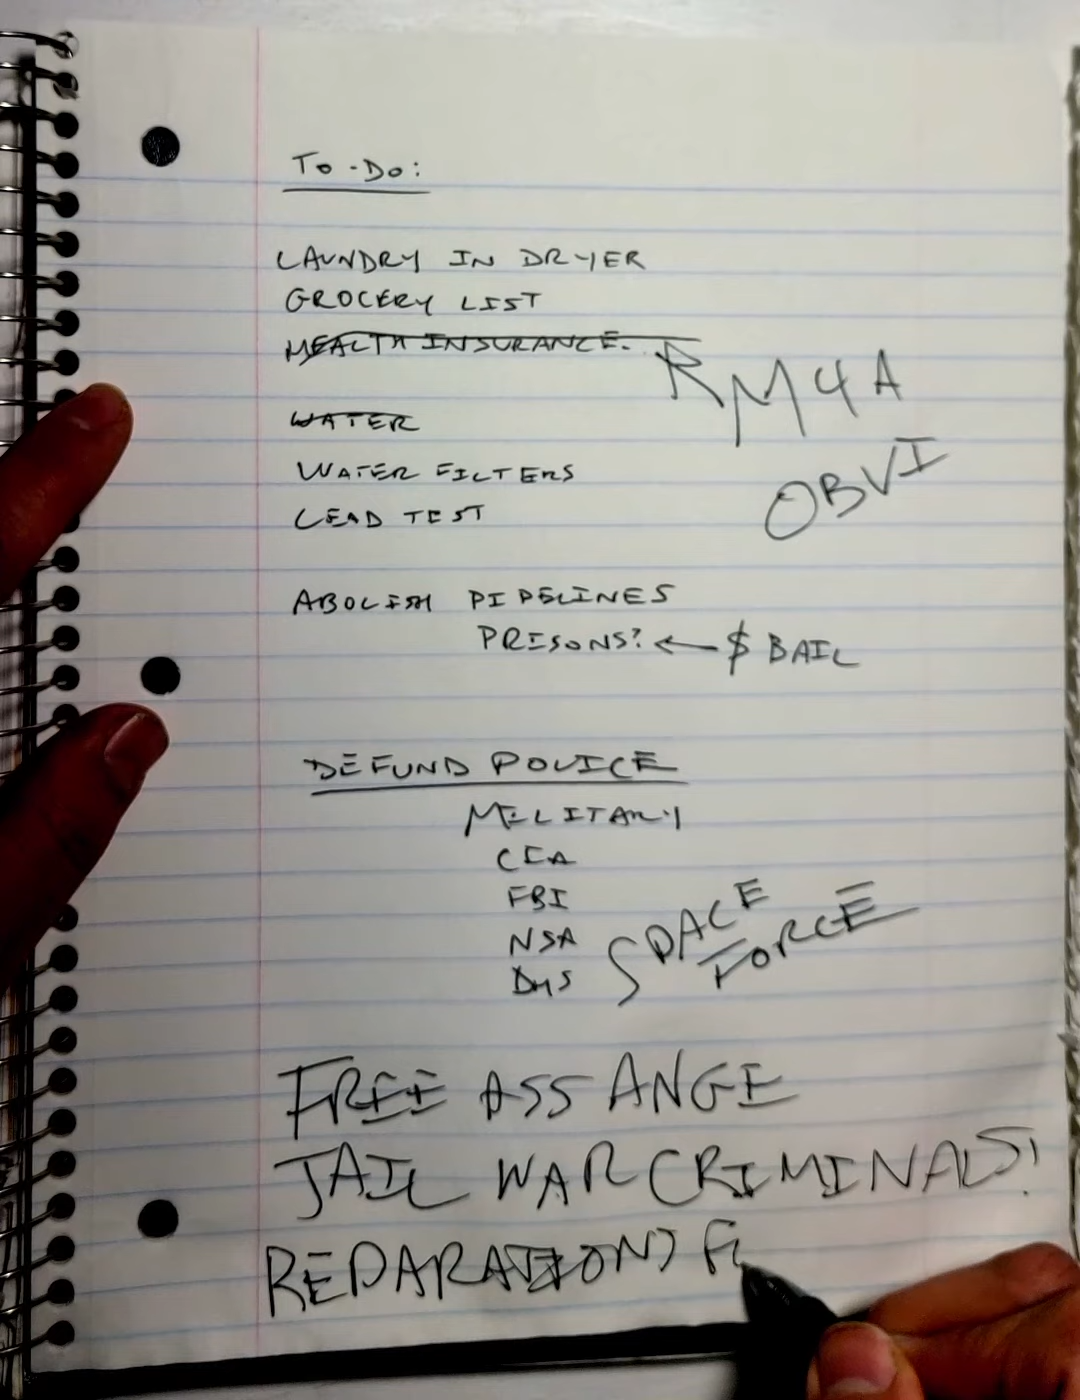 TO-DO:
LAUNDRY IN DRYER
GROCERY LIST
HEALTH INSURANCE.
M4A
OBVI
WATER
WATER FILTERS
LEAD TEST
ABOLISH PIPELINES
PRISONS? ← $ BAIL
DEFUND POLICE
MILITARY
CIA
FBI
NSA
DHS
SPACE
FORCE
FREE ASSANGE
JAIL WAR CRIMINALS!
REPARATIONS